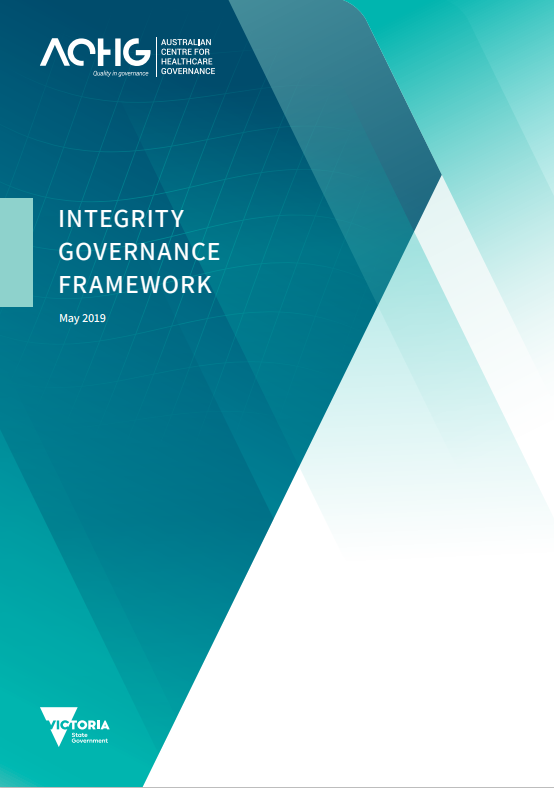 ACHG
AUSTRALIAN
CENTRE FOR
HEALTHCARE
GOVERNANCE
Quality in governance
INTEGRITY
GOVERNANCE
FRAMEWORK
May 2019
VICTORIA
State
Government